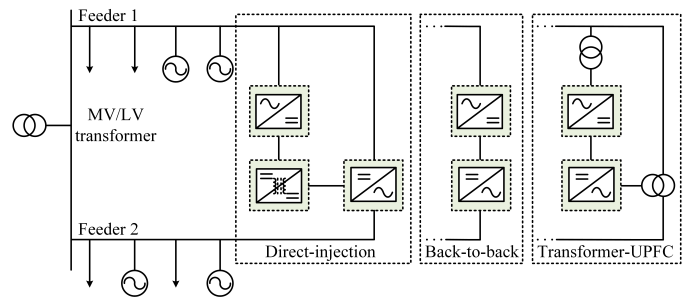 Feeder 1
MV/LV
transformer
Feeder 2
Direct-injection
Back-to-back
Transformer-UPFC